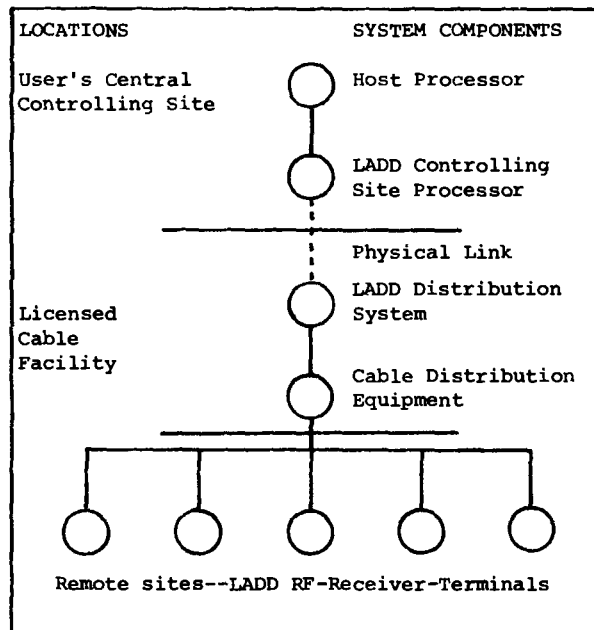 LOCATIONS
SYSTEM COMPONENTS
User's Central
Controlling Site
Host Processor
LADD Controlling
Site Processor
Physical Link
LADD Distribution
System
Licensed
Cable
Facility
Cable Distribution
Equipment
Remote sites--LADD RF-Receiver-Terminals